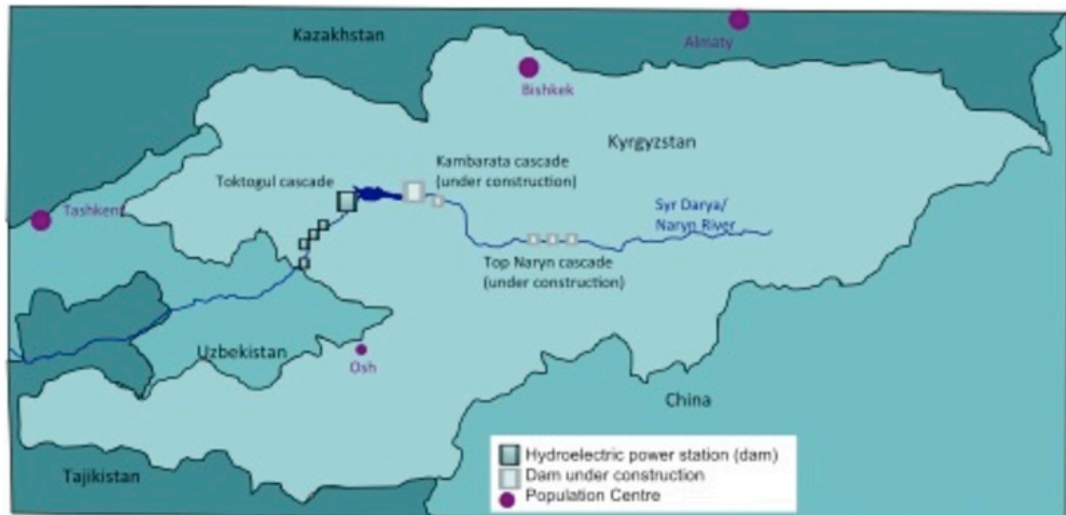 Kazakhstan
Almaty
Bishkek
Kyrgyzstan
Kambarata cascade
(under construction)
Toktogul cascade
Tashkent
Syr Darya/
Naryn River
Top Naryn cascade
(under construction)
Uzbekistan
Osh
China
Tajikistan
Hydroelectric power station (dam)
Dam under construction
Population Centre